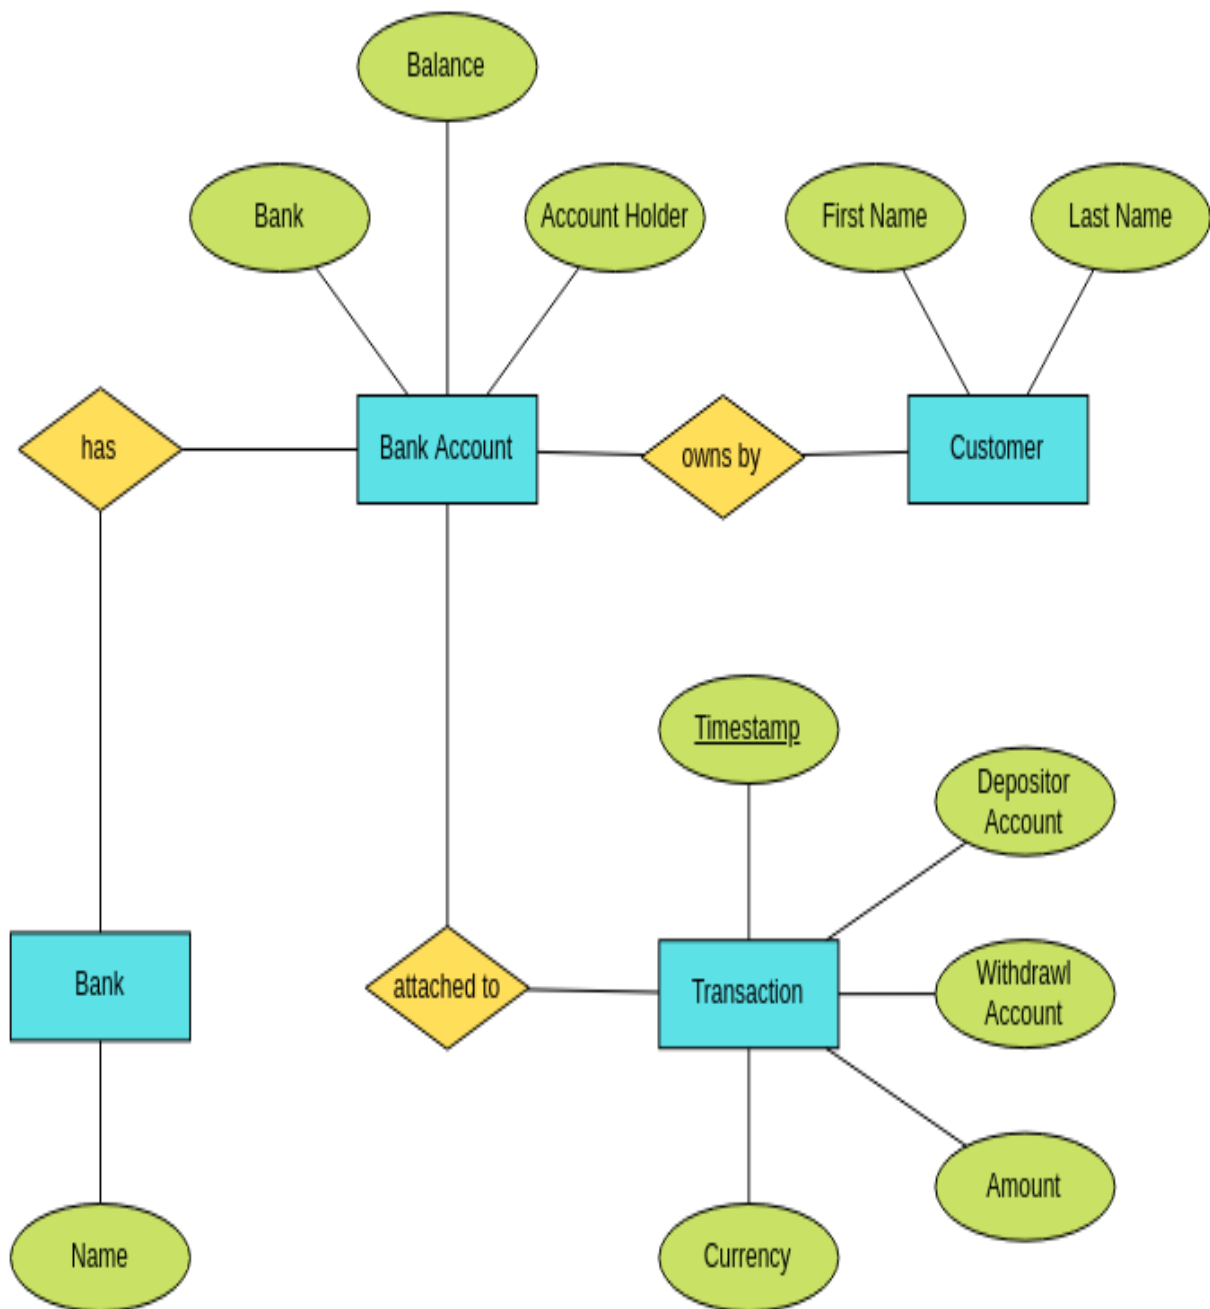 Balance
Bank
Account Holder
First Name
Last Name
has
Bank Account
owns by
Customer
Timestamp
Depositor
Account
Bank
attached to
Transaction
Withdrawl
Account
Amount
Name
Currency